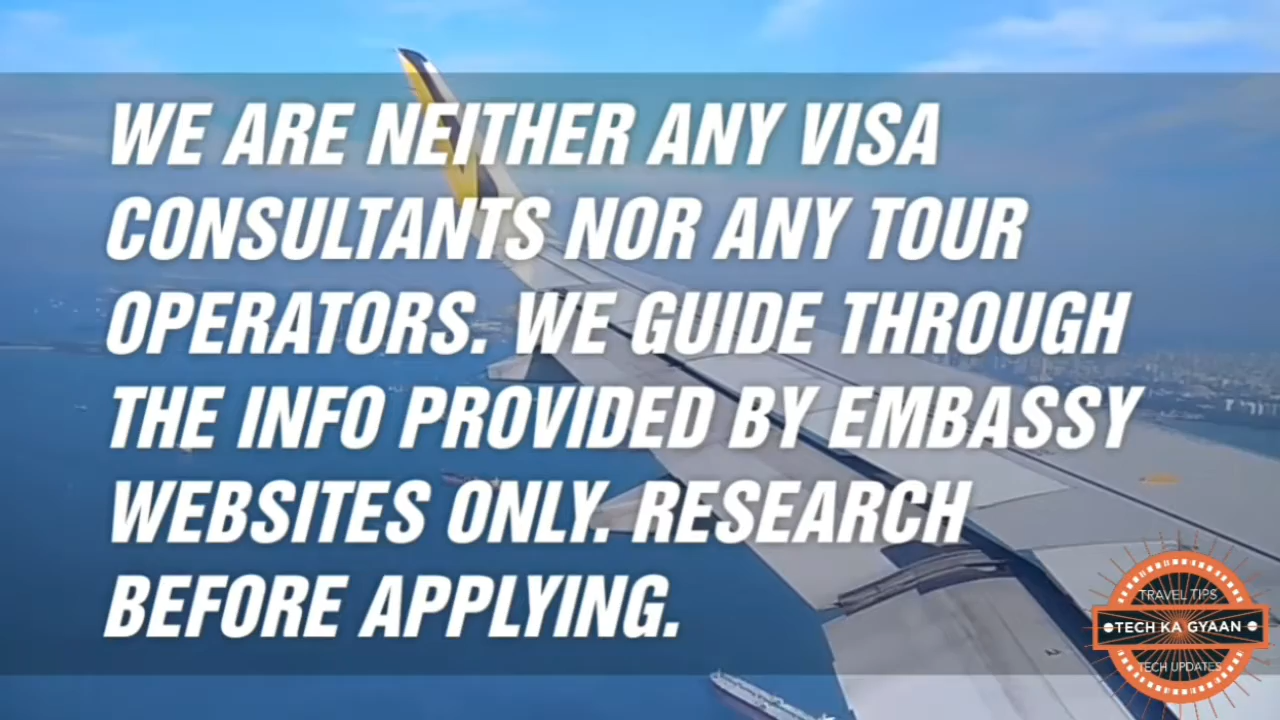 WE ARE NEITHER ANY VISA
CONSULTANTS NOR ANY TOUR
OPERATORS. WE GUIDE THROUGH
THE INFO PROVIDED BY EMBASSY
WEBSITES ONLY. RESEARCH
BEFORE APPLYING.
TRAVEL TIPS
TECH KA GYAAN
TECH UPDATES